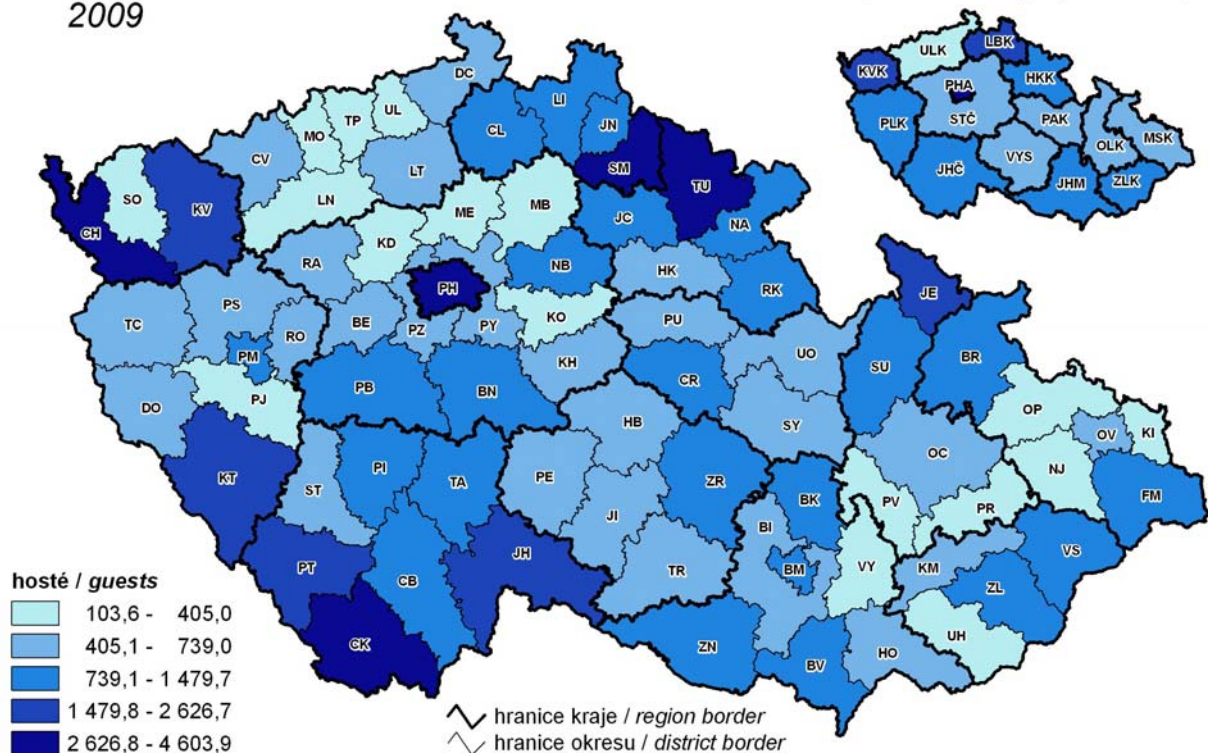 2009
ULK
LBK
KVK
HKK
PHA
STČ
PLK
PAK
MSK
OLK
VYS
JHČ
JHM
ZLK
DC
LI
UL
TP
JN
MO
CL
CV
LT
SM
TU
SO
KV
LN
ME
MB
CH
JC
NA
KD
RA
NB
HK
PH
RK
JE
PS
TC
RO
BE
PZ
PY
KO
PU
UO
PM
KH
BR
SU
PB
BN
CR
DO
PJ
OP
HB
SY
OV
KI
OC
NJ
KT
ST
PI
TA
PE
ZR
BK
PV
PR
FM
JI
BI
JH
VS
PT
TR
BM
VY
KM
CB
ZL
CK
UH
ZN
BV
HO
hosté / guests
103,6 - 405,0
405,1 - 739,0
739,1 - 1 479,7
1 479,8 - 2 626,7
2 626,8 - 4 603,9
hranice kraje / region border
hranice okresu / district border